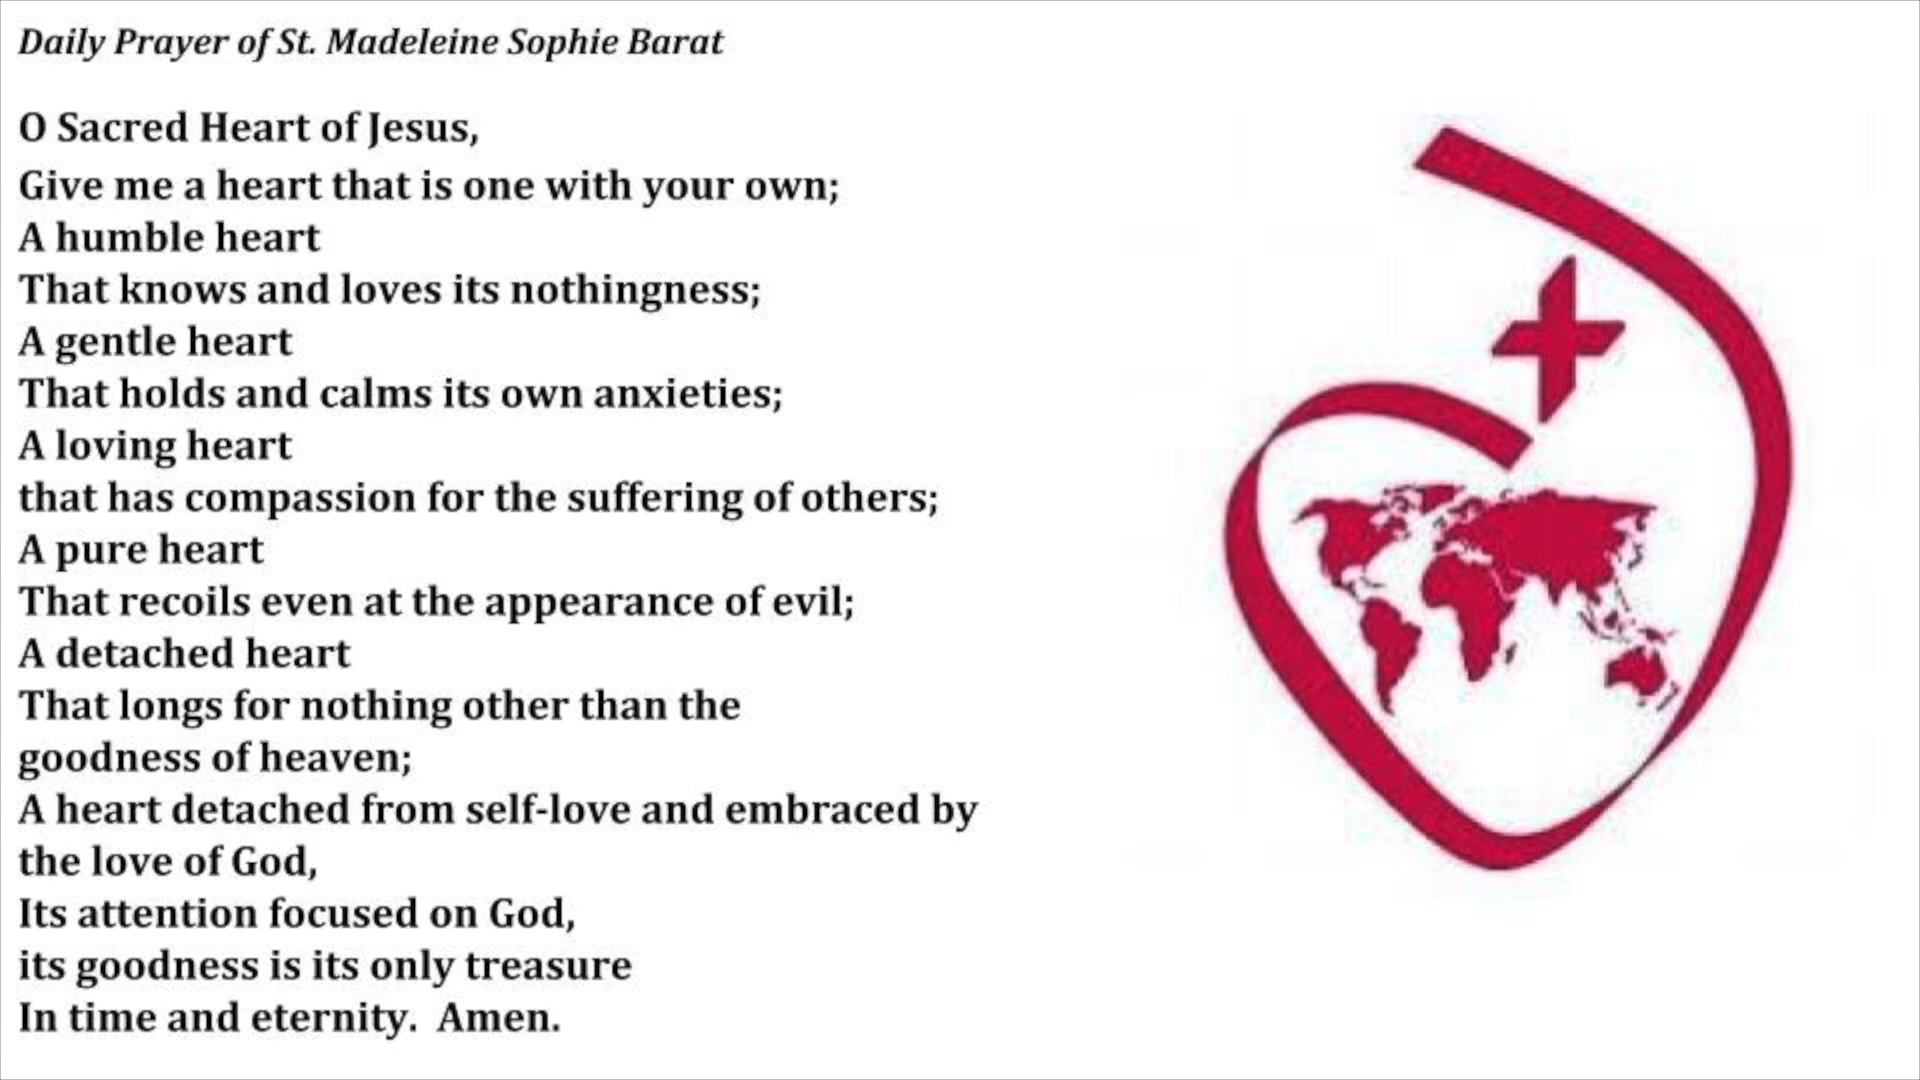 Daily Prayer of St. Madeleine Sophie Barat
O Sacred Heart of Jesus,
Give me a heart that is one with your own;
A humble heart
That knows and loves its nothingness;
A gentle heart
That holds and calms its own anxieties;
A loving heart
that has compassion for the suffering of others;
A pure heart
That recoils even at the appearance of evil;
A detached heart
That longs for nothing other than the
goodness of heaven;
A heart detached from self-love and embraced by
the love of God,
Its attention focused on God,
its goodness is its only treasure
In time and eternity.  Amen.